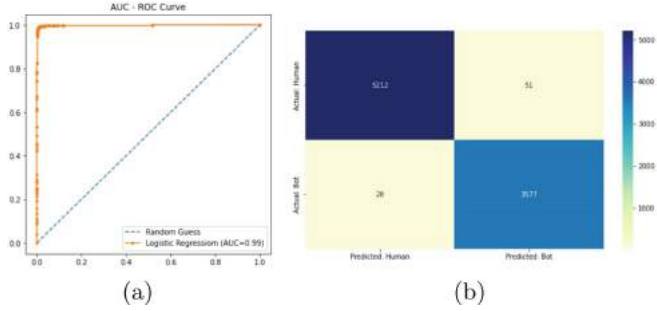 AUC - ROC Curve
1.0
0.8
0.6
0.4
0.2
0.0
0.0 0.2 0.4 0.6 0.8 1.0
Random Guess
Logistic Regressiom (AUC=0.99)
(a)
Actual: Human
Actual: Bot
5212 51
28 3577
Predicted: Human Predicted: Bot
5000
4000
3000
2000
1000
(b)